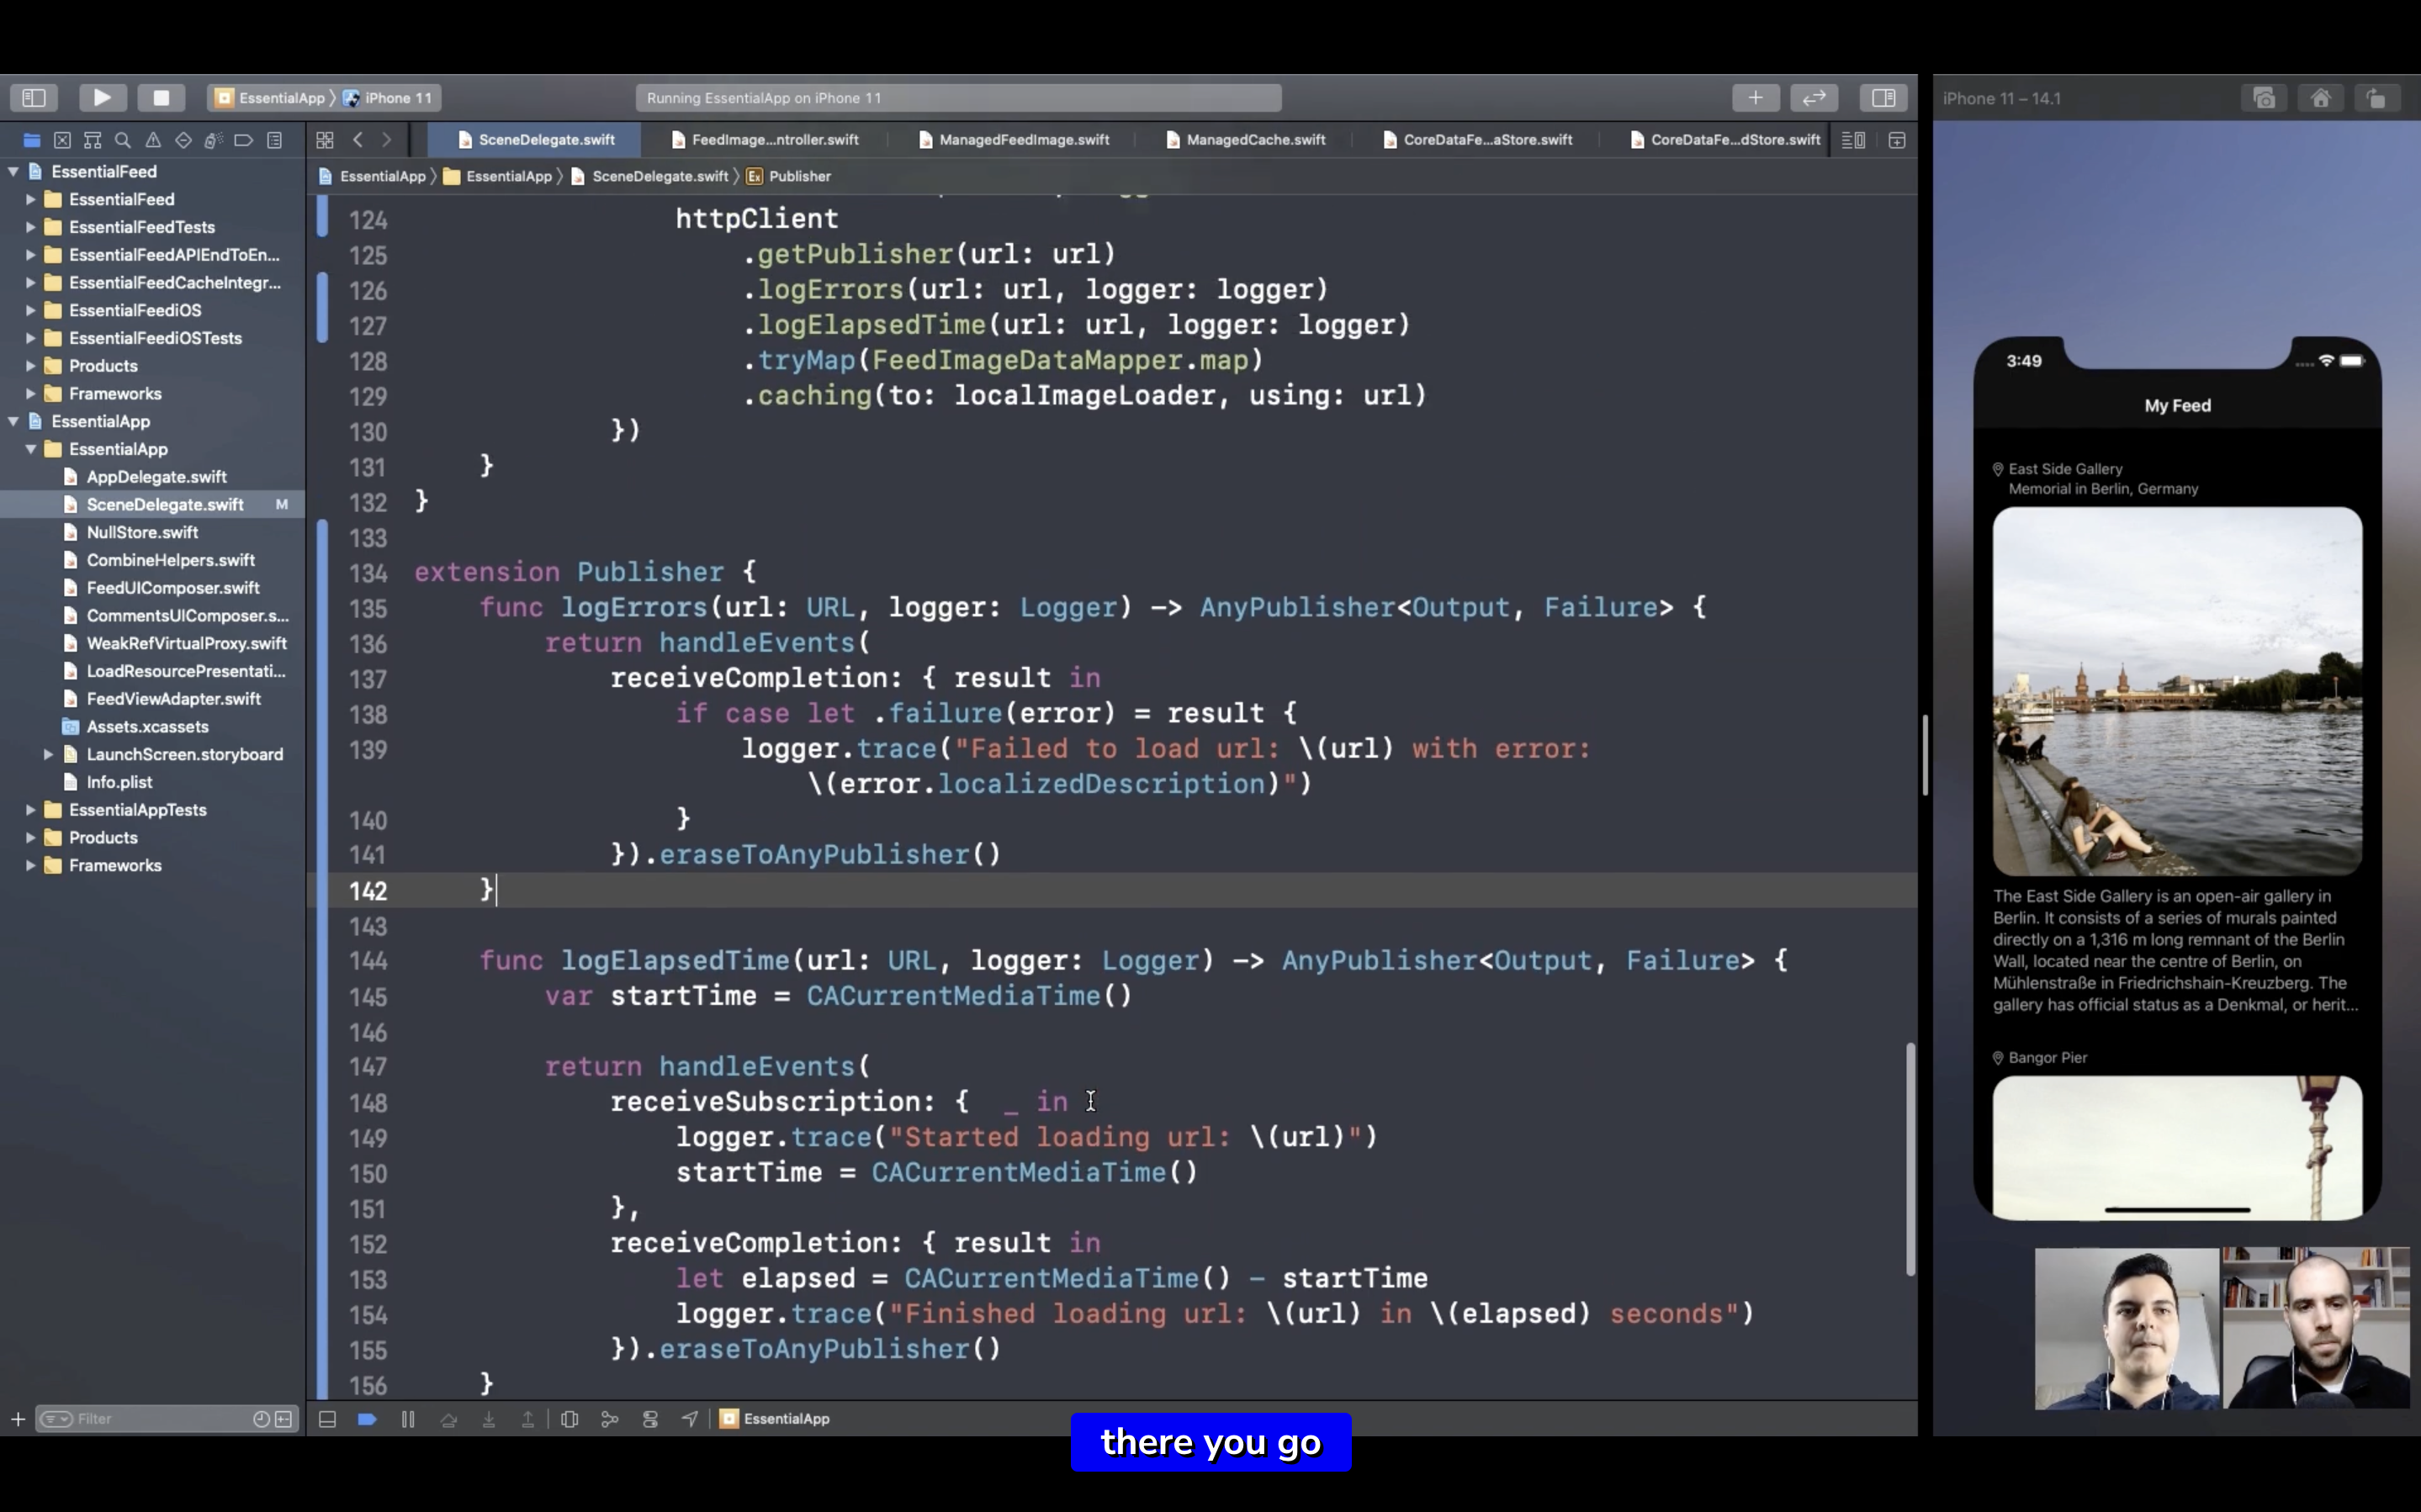 EssentialApp 〉 iPhone 11
Running EssentialApp on iPhone 11
iPhone 11 – 14.1
SceneDelegate.swift
FeedImage...ntroller.swift
ManagedFeedImage.swift
ManagedCache.swift
CoreDataFe...aStore.swift
CoreDataFe...dStore.swift
EssentialApp 〉 EssentialApp 〉 SceneDelegate.swift 〉 Ex Publisher
EssentialFeed
EssentialFeed
EssentialFeedTests
EssentialFeedAPIEndToEn...
EssentialFeedCacheIntegr...
EssentialFeediOS
EssentialFeediOSTests
Products
Frameworks
EssentialApp
EssentialApp
AppDelegate.swift
SceneDelegate.swift M
NullStore.swift
CombineHelpers.swift
FeedUIComposer.swift
CommentsUIComposer.s...
WeakRefVirtualProxy.swift
LoadResourcePresentati...
FeedViewAdapter.swift
Assets.xcassets
LaunchScreen.storyboard
Info.plist
EssentialAppTests
Products
Frameworks
Filter
124 httpClient
125 .getPublisher(url: url)
126 .logErrors(url: url, logger: logger)
127 .logElapsedTime(url: url, logger: logger)
128 .tryMap(FeedImageDataMapper.map)
129 .caching(to: localImageLoader, using: url)
130 })
131 }
132 }
133
134 extension Publisher {
135 func logErrors(url: URL, logger: Logger) -> AnyPublisher<Output, Failure> {
136 return handleEvents(
137 receiveCompletion: { result in
138 if case let .failure(error) = result {
139 logger.trace("Failed to load url: \(url) with error:
\(error.localizedDescription)")
140 }
141 }).eraseToAnyPublisher()
142 }
143
144 func logElapsedTime(url: URL, logger: Logger) -> AnyPublisher<Output, Failure> {
145 var startTime = CACurrentMediaTime()
146
147 return handleEvents(
148 receiveSubscription: { _ in
149 logger.trace("Started loading url: \(url)")
150 startTime = CACurrentMediaTime()
151 },
152 receiveCompletion: { result in
153 let elapsed = CACurrentMediaTime() - startTime
154 logger.trace("Finished loading url: \(url) in \(elapsed) seconds")
155 }).eraseToAnyPublisher()
156 }
EssentialApp
3:49
My Feed
East Side Gallery
Memorial in Berlin, Germany
The East Side Gallery is an open-air gallery in
Berlin. It consists of a series of murals painted
directly on a 1,316 m long remnant of the Berlin
Wall, located near the centre of Berlin, on
Mühlenstraße in Friedrichshain-Kreuzberg. The
gallery has official status as a Denkmal, or herit...
Bangor Pier
there you go